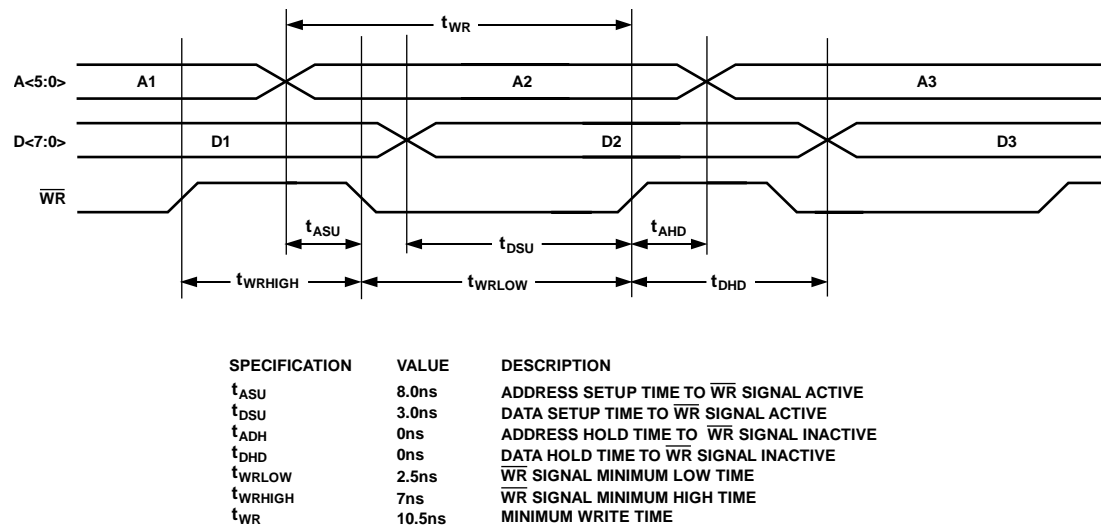 tWR
A<5:0> A1 A2 A3
D<7:0> D1 D2 D3
WR
tASU tDSU tAHD
tWRHIGH tWRLOW tDHD
SPECIFICATION VALUE DESCRIPTION
tASU 8.0ns ADDRESS SETUP TIME TO WR SIGNAL ACTIVE
tDSU 3.0ns DATA SETUP TIME TO WR SIGNAL ACTIVE
tADH 0ns ADDRESS HOLD TIME TO WR SIGNAL INACTIVE
tDHD 0ns DATA HOLD TIME TO WR SIGNAL INACTIVE
tWRLOW 2.5ns WR SIGNAL MINIMUM LOW TIME
tWRHIGH 7ns WR SIGNAL MINIMUM HIGH TIME
tWR 10.5ns MINIMUM WRITE TIME